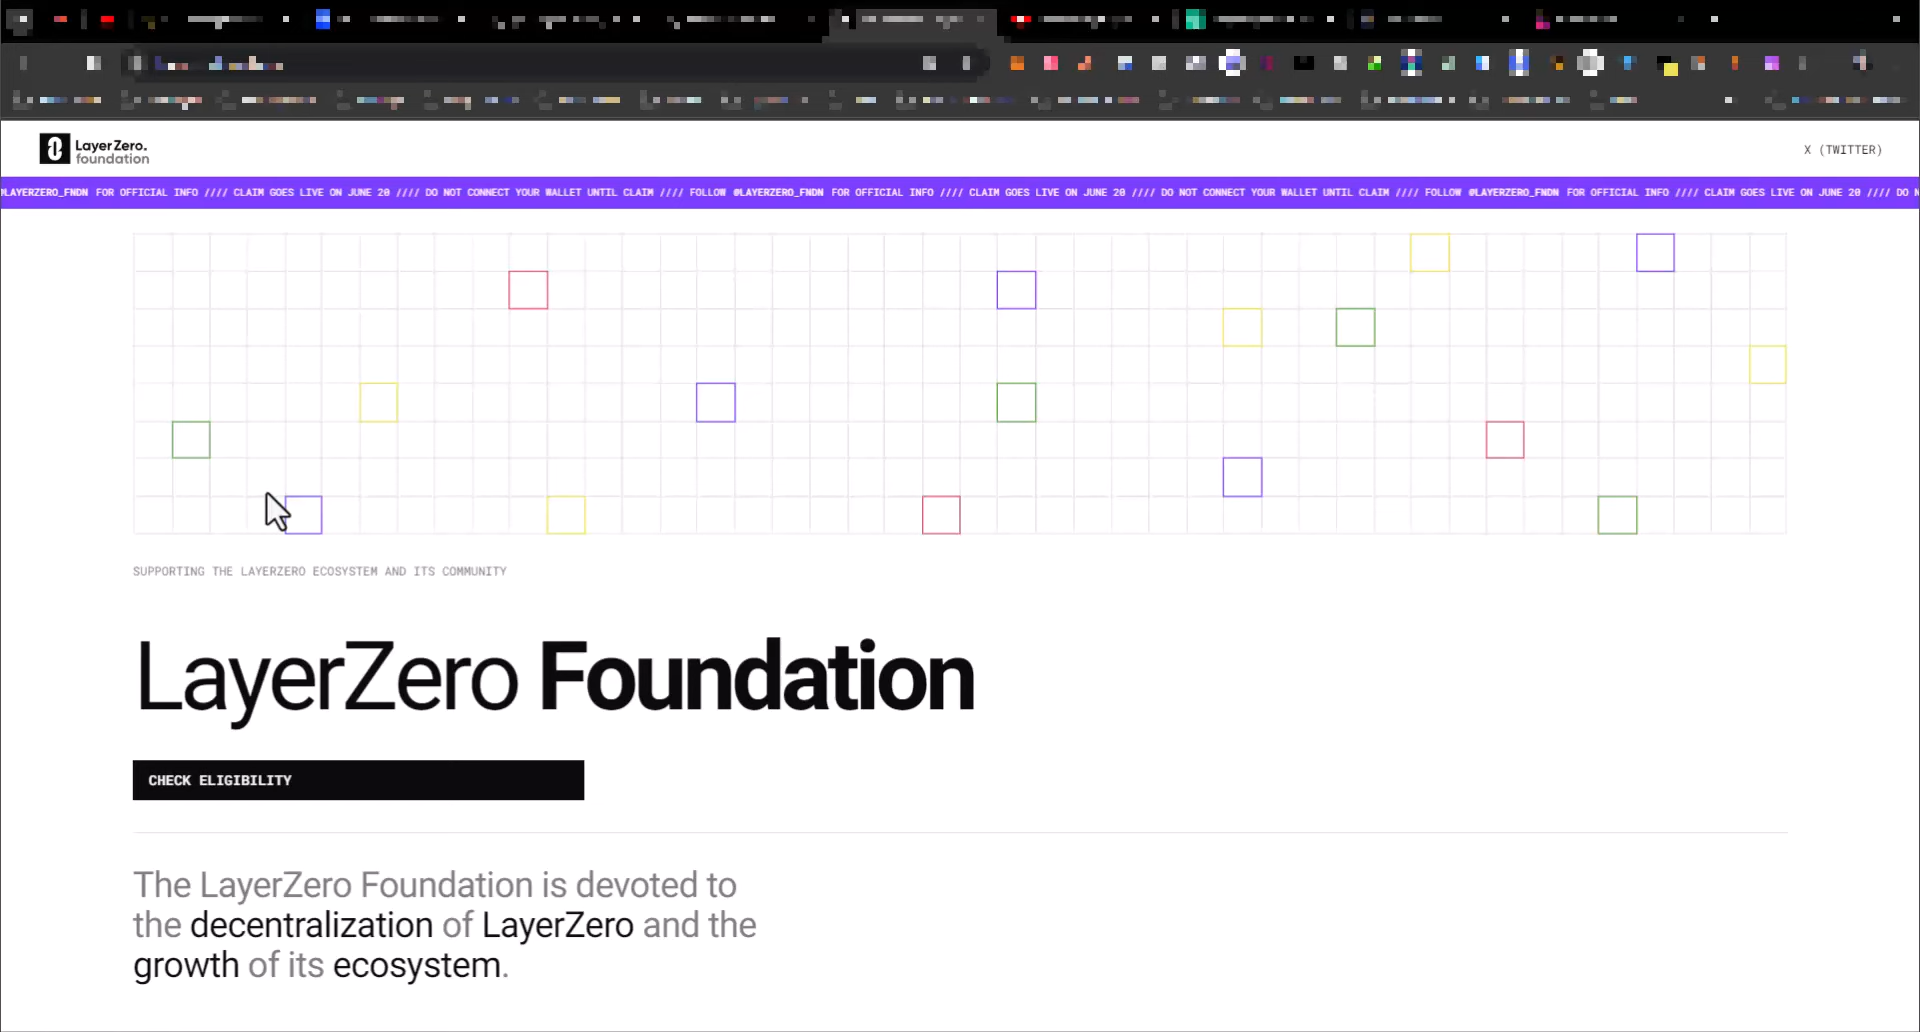 LayerZero.
foundation
X (TWITTER)
@LAYERZERO_FNDN FOR OFFICIAL INFO //// CLAIM GOES LIVE ON JUNE 20 //// DO NOT CONNECT YOUR WALLET UNTIL CLAIM //// FOLLOW @LAYERZERO_FNDN FOR OFFICIAL INFO //// CLAIM GOES LIVE ON JUNE 20 //// DO NOT CONNECT YOUR WALLET UNTIL CLAIM //// FOLLOW @LAYERZERO_FNDN FOR OFFICIAL INFO //// CLAIM GOES LIVE ON JUNE 20 //// DO
SUPPORTING THE LAYERZERO ECOSYSTEM AND ITS COMMUNITY
LayerZero Foundation
CHECK ELIGIBILITY
The LayerZero Foundation is devoted to
the decentralization of LayerZero and the
growth of its ecosystem.